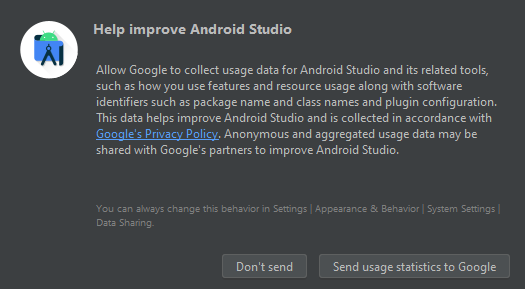 Help improve Android Studio
Allow Google to collect usage data for Android Studio and its related tools,
such as how you use features and resource usage along with software
identifiers such as package name and class names and plugin configuration.
This data helps improve Android Studio and is collected in accordance with
Google's Privacy Policy. Anonymous and aggregated usage data may be
shared with Google's partners to improve Android Studio.
You can always change this behavior in Settings | Appearance & Behavior | System Settings |
Data Sharing.
Don't send
Send usage statistics to Google